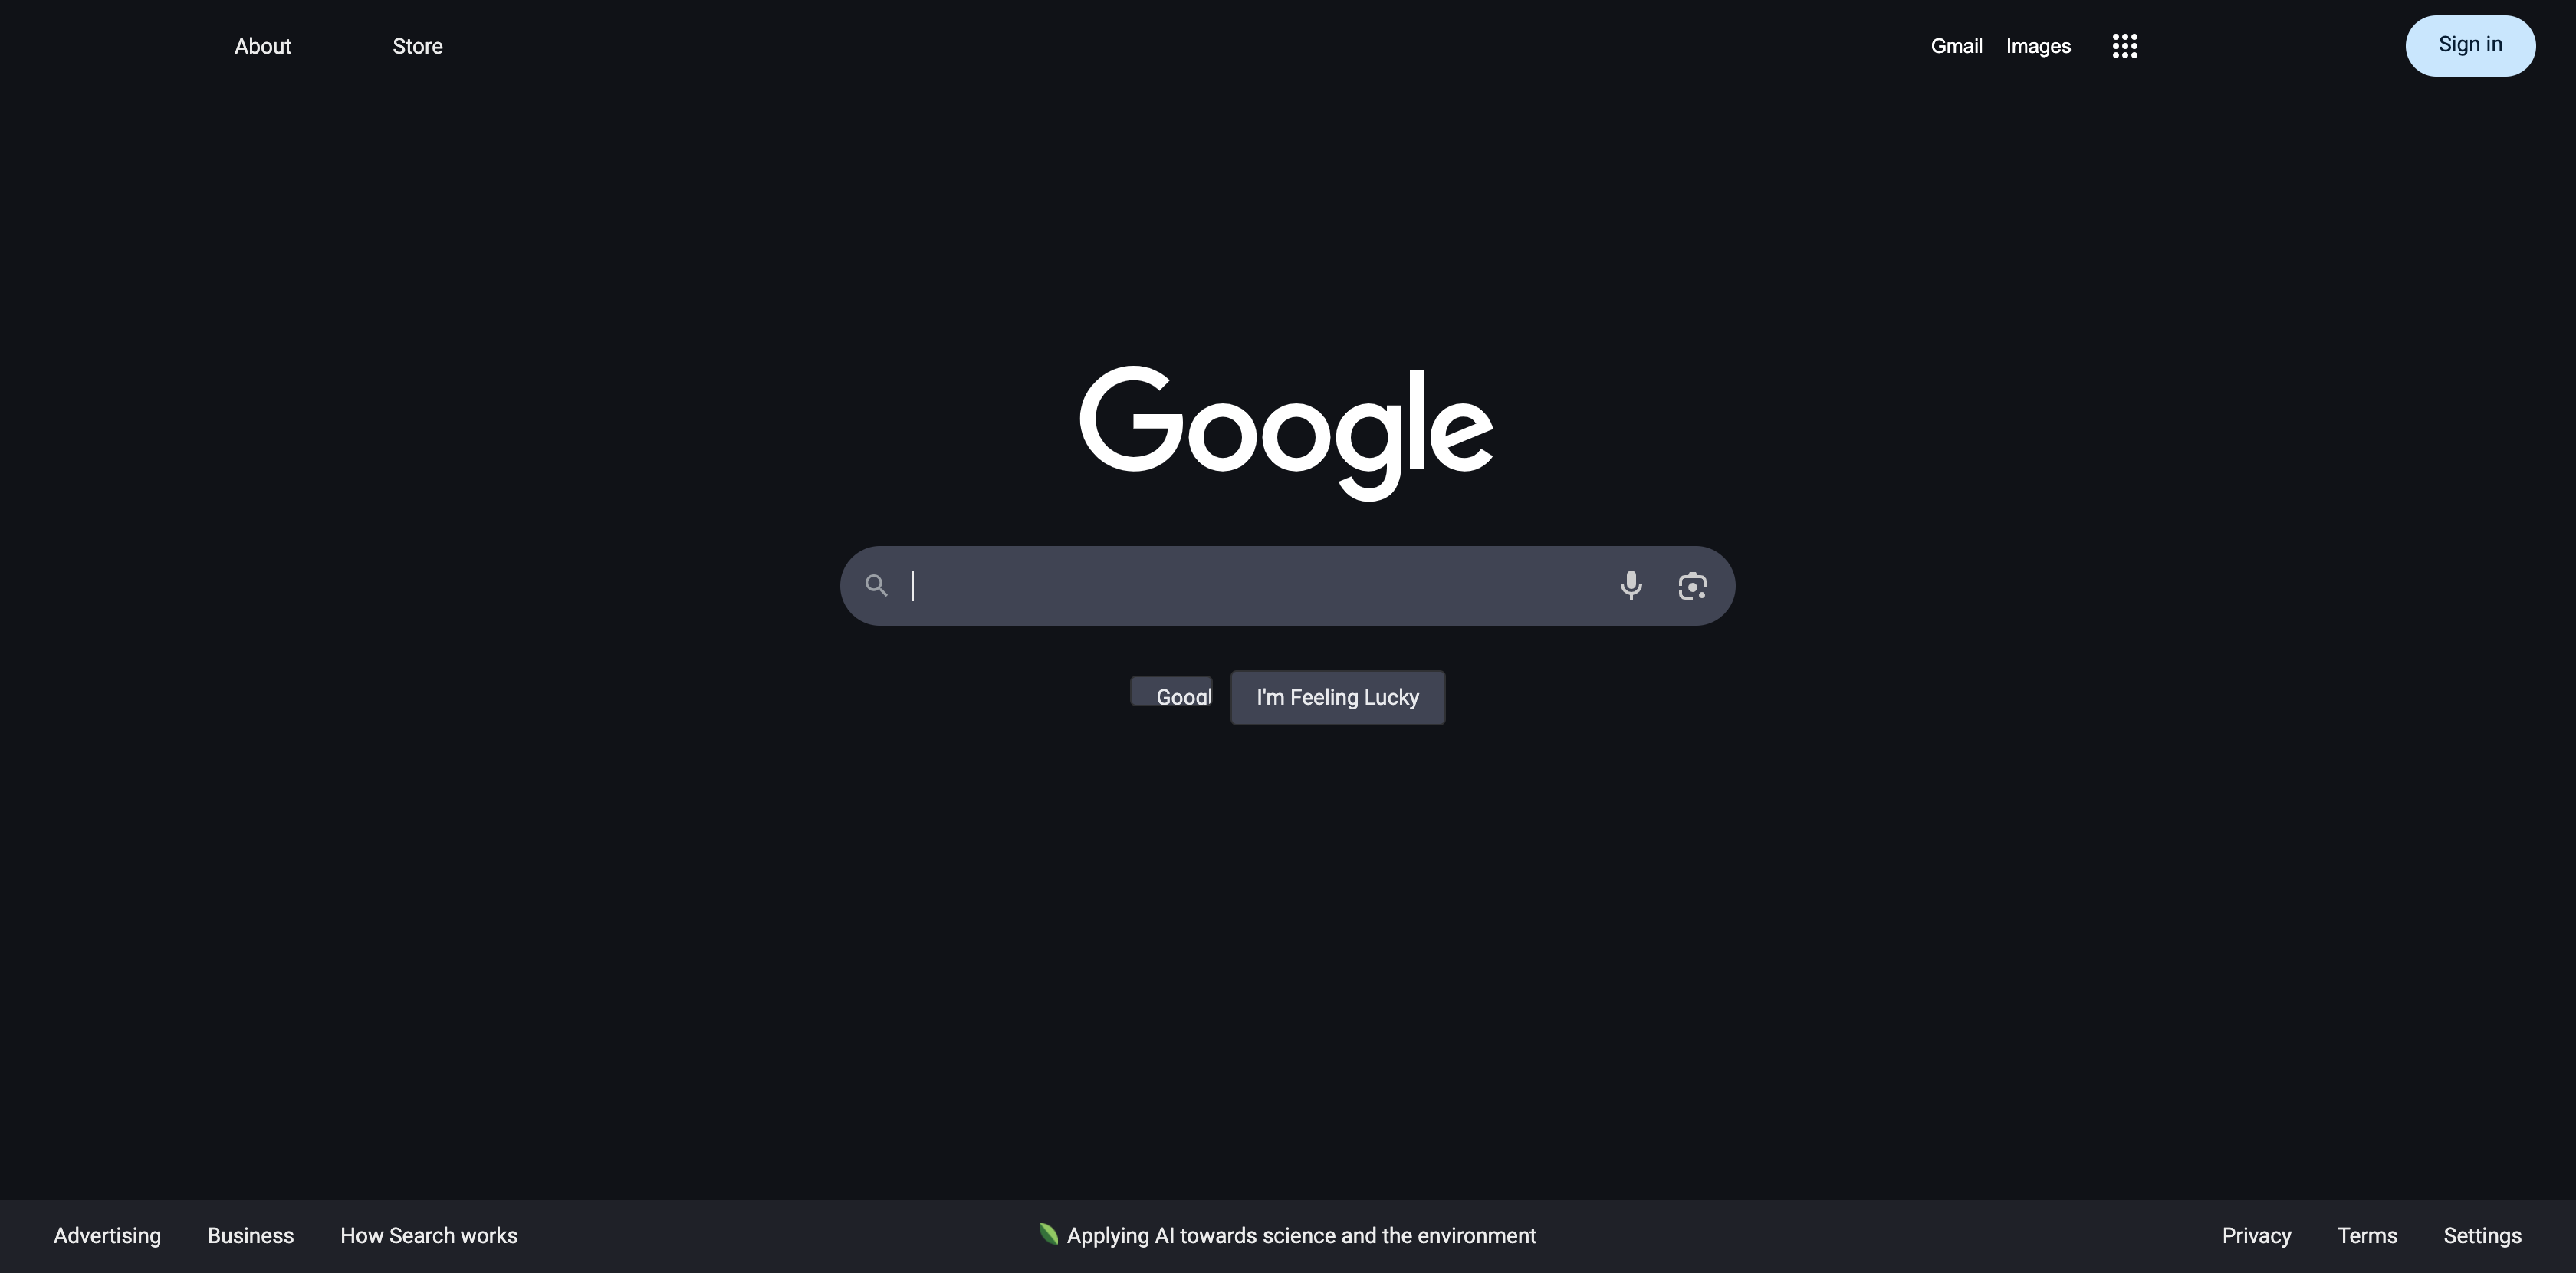 About Store Gmail Images Sign in
Google
Googl
I'm Feeling Lucky
Advertising Business How Search works Applying AI towards science and the environment Privacy Terms Settings